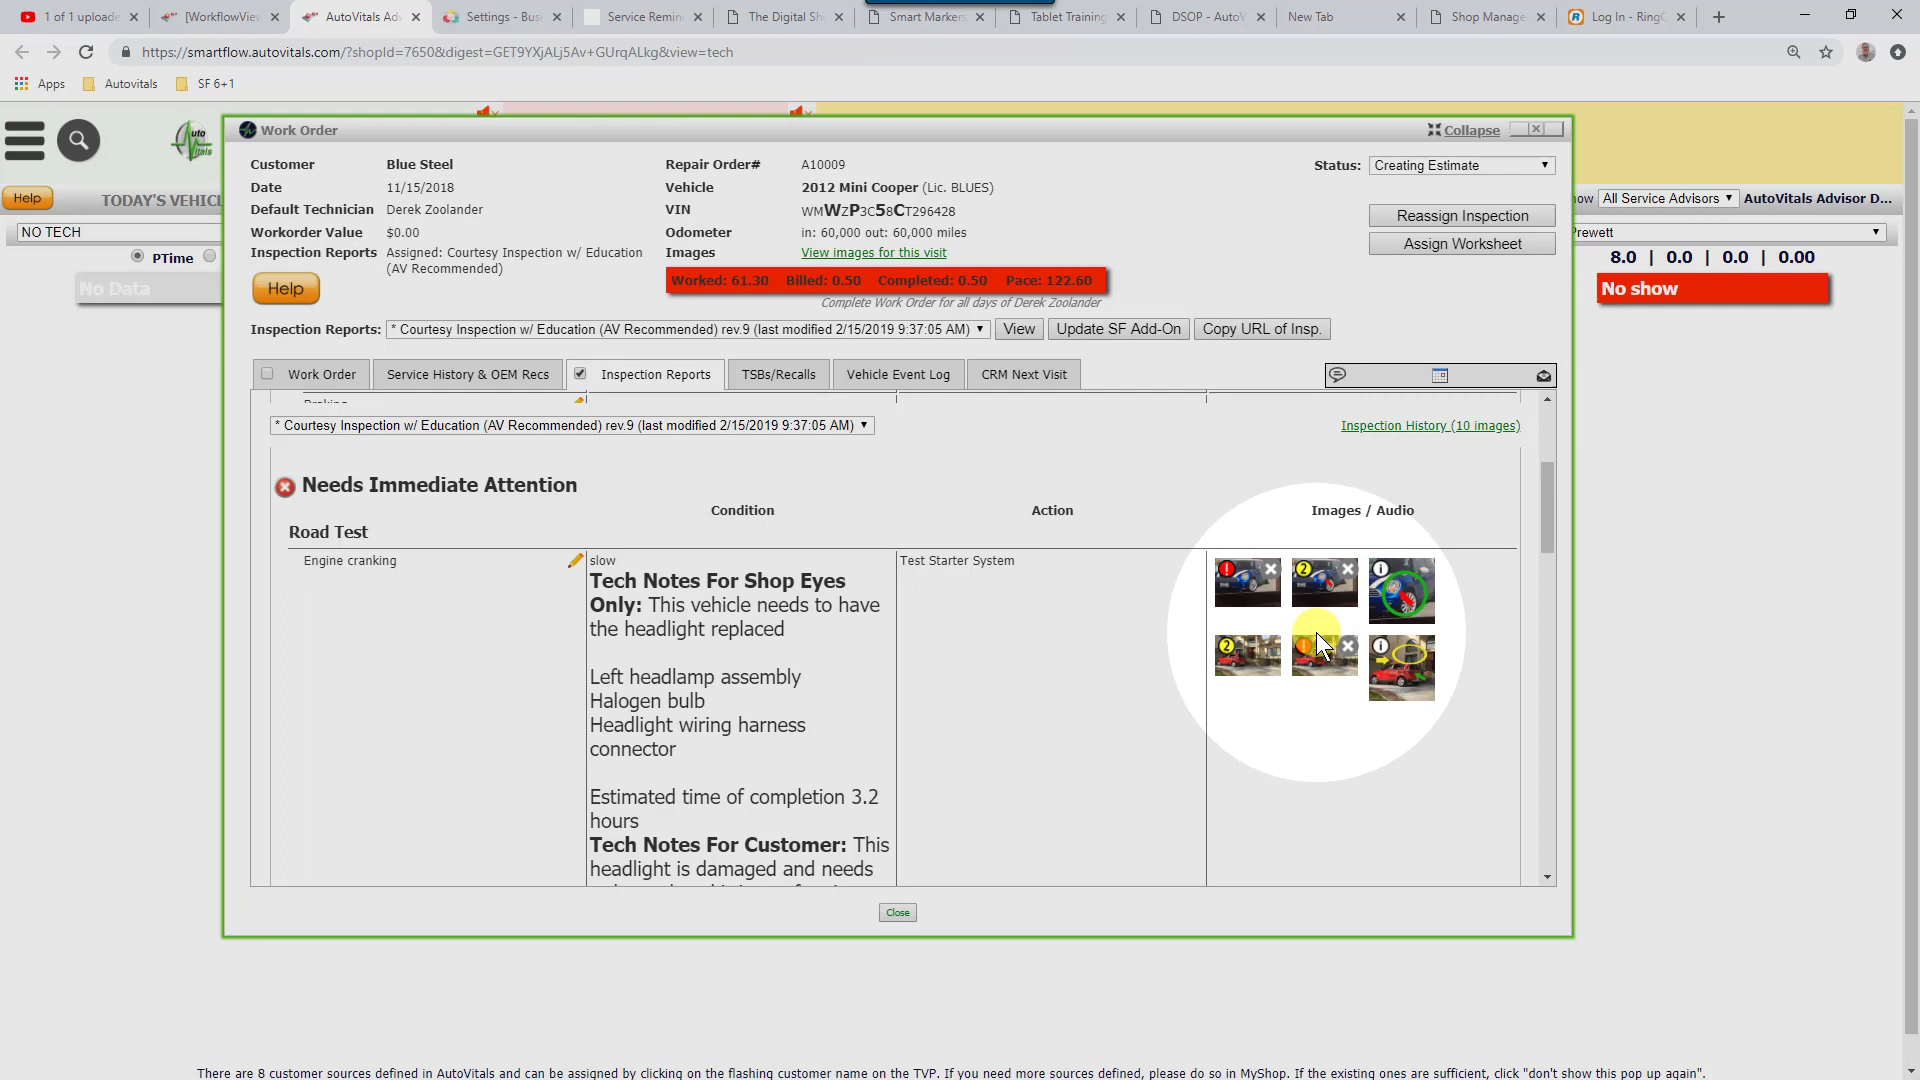 1 of 1 uploade
[WorkflowView
AutoVitals Adv
Settings - Busi
Service Remin
The Digital Sh
Smart Markers
Tablet Training
DSOP - AutoV
New Tab
Shop Manage
Log In - RingC
https://smartflow.autovitals.com/?shopId=7650&digest=GET9YXjALj5Av+GUrqALkg&view=tech
Apps
Autovitals
SF 6+1
Auto
Vitals
Work Order
Collapse
Customer Blue Steel Repair Order# A10009 Status: Creating Estimate
Date 11/15/2018 Vehicle 2012 Mini Cooper (Lic. BLUES)
Help TODAY'S VEHICL
All Service Advisors AutoVitals Advisor D...
Default Technician Derek Zoolander VIN WMWZP3C58CT296428
Reassign Inspection
Workorder Value $0.00 Odometer in: 60,000 out: 60,000 miles
NO TECH
Prewett
Assign Worksheet
Inspection Reports Assigned: Courtesy Inspection w/ Education
(AV Recommended)
Images View images for this visit
PTime
8.0 | 0.0 | 0.0 | 0.00
No Data
Help
Worked: 61.30 Billed: 0.50 Completed: 0.50 Pace: 122.60
No show
Complete Work Order for all days of Derek Zoolander
Inspection Reports: * Courtesy Inspection w/ Education (AV Recommended) rev.9 (last modified 2/15/2019 9:37:05 AM) View Update SF Add-On Copy URL of Insp.
Work Order Service History & OEM Recs Inspection Reports TSBs/Recalls Vehicle Event Log CRM Next Visit
* Courtesy Inspection w/ Education (AV Recommended) rev.9 (last modified 2/15/2019 9:37:05 AM)
Inspection History (10 images)
Needs Immediate Attention
Condition Action Images / Audio
Road Test
Engine cranking
slow
Test Starter System
Tech Notes For Shop Eyes
Only: This vehicle needs to have
the headlight replaced
Left headlamp assembly
Halogen bulb
Headlight wiring harness
connector
Estimated time of completion 3.2
hours
Tech Notes For Customer: This
headlight is damaged and needs
! 2 i
2 ! i
Close
There are 8 customer sources defined in AutoVitals and can be assigned by clicking on the flashing customer name on the TVP. If you need more sources defined, please do so in MyShop. If the existing ones are sufficient, click "don't show this pop up again".